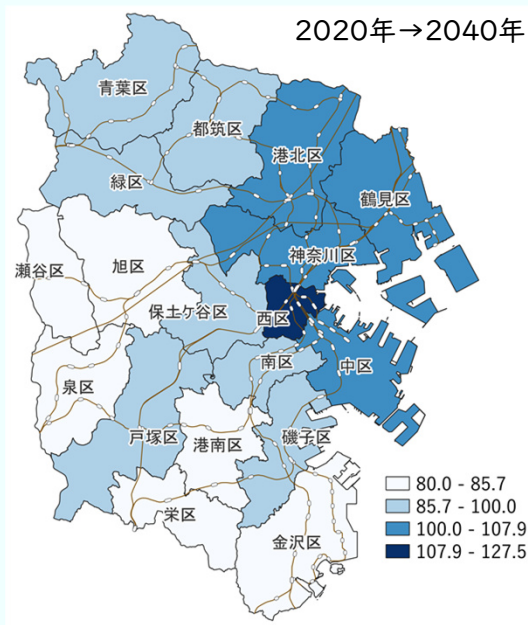 2020年→2040年
青葉区
都筑区
港北区
緑区
鶴見区
神奈川区
瀬谷区
旭区
保土ケ谷区
西区
南区
中区
泉区
戸塚区
港南区
磯子区
栄区
金沢区
80.0 - 85.7
85.7 - 100.0
100.0 - 107.9
107.9 - 127.5